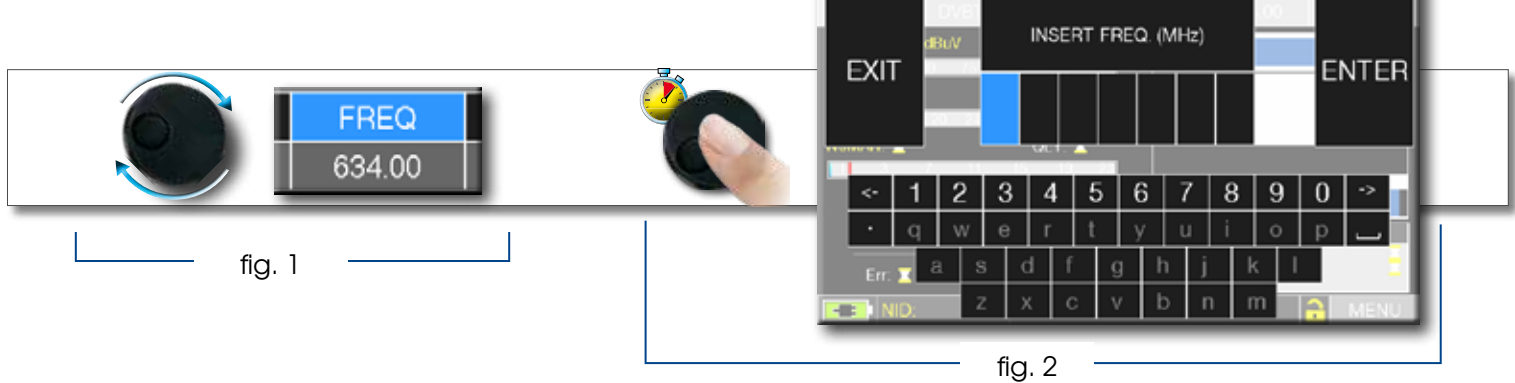 DVB
.00
dBuV
INSERT FREQ. (MHz)
EXIT
ENTER
FREQ
634.00
<- 1 2 3 4 5 6 7 8 9 0 ->
. q w e r t y u i o p
Err:
a s d f g h j k l
z x c v b n m
NID:
MENU
fig. 1
fig. 2